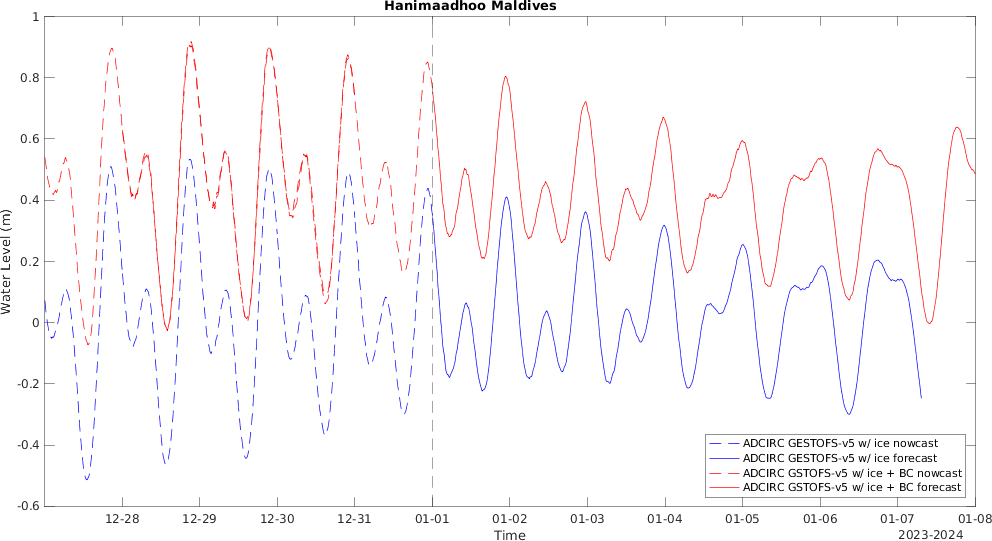 Hanimaadhoo Maldives
1
0.8
0.6
0.4
0.2
0
-0.2
-0.4
-0.6
Water Level (m)
ADCIRC GESTOFS-v5 w/ ice nowcast
ADCIRC GESTOFS-v5 w/ ice forecast
ADCIRC GSTOFS-v5 w/ ice + BC nowcast
ADCIRC GSTOFS-v5 w/ ice + BC forecast
12-28 12-29 12-30 12-31 01-01 01-02 01-03 01-04 01-05 01-06 01-07 01-08
Time
2023-2024